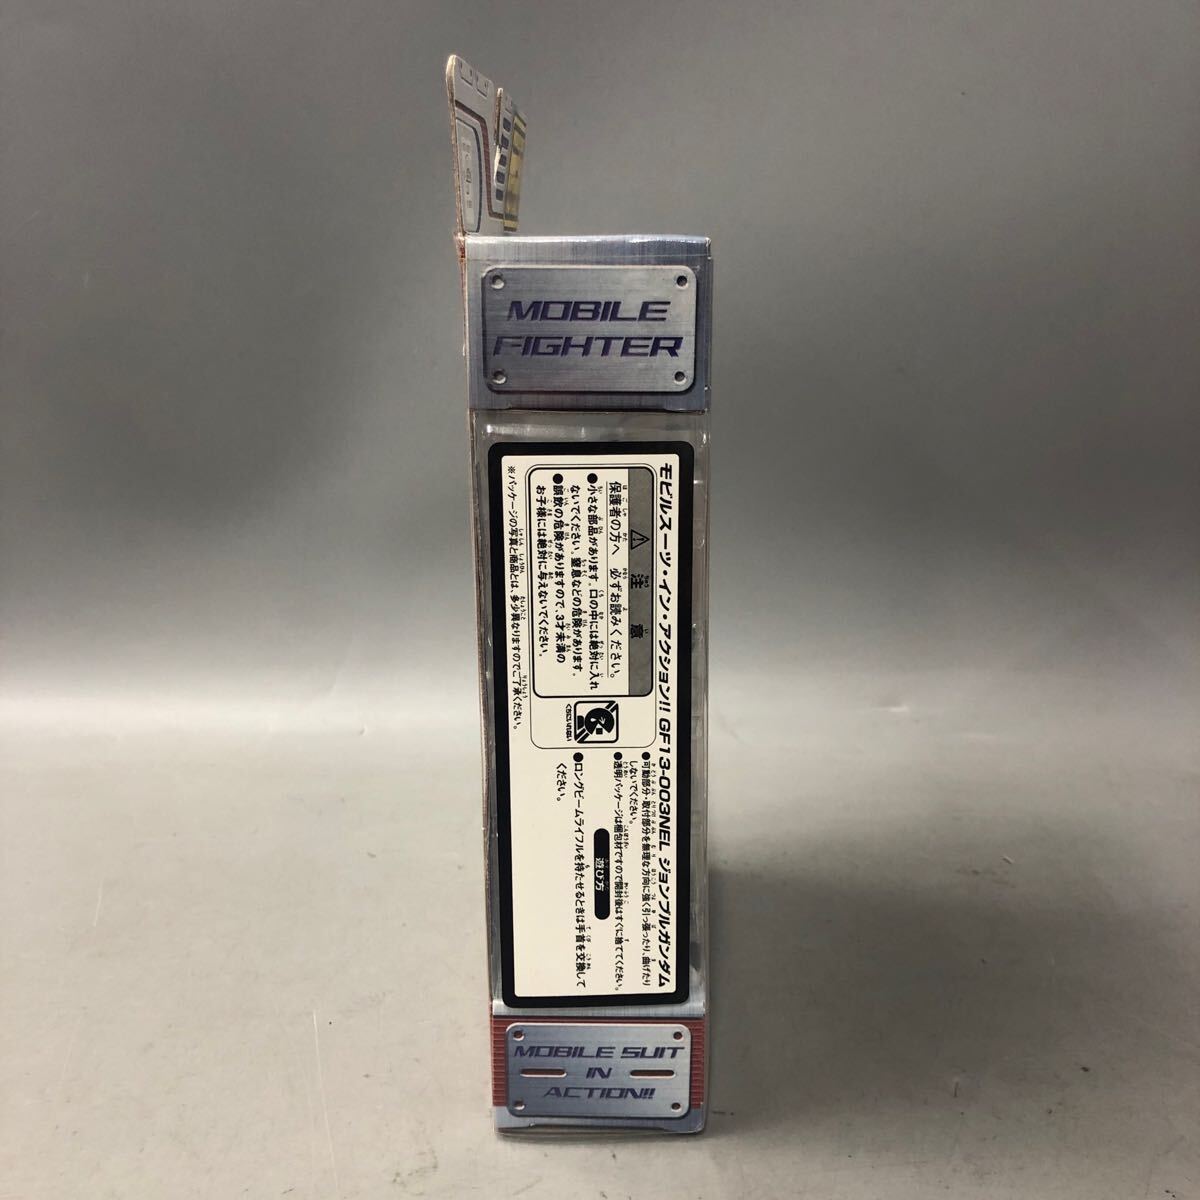 MOBILE
FIGHTER
モビルスーツ・イン・アクション!! GF13-003NEL ジョンブルガンダム
⚠ 注意
保護者の方へ 必ずお読みください。
●小さな部品があります。口の中には絶対に入れ
ないでください。窒息などの危険があります。
●誤飲の危険がありますので、3才未満の
お子様には絶対に与えないでください。
くちにいれない
※パッケージの写真と商品とは、多少異なりますのでご了承ください。
●可動部分・取付部分を無理な方向に強く引っ張ったり、曲げたり
しないでください。
●透明パッケージは梱包材ですので開封後はすぐに捨ててください。
遊び方
●ロングビームライフルを持たせるときは手首を交換して
ください。
MOBILE SUIT
IN
ACTION!!